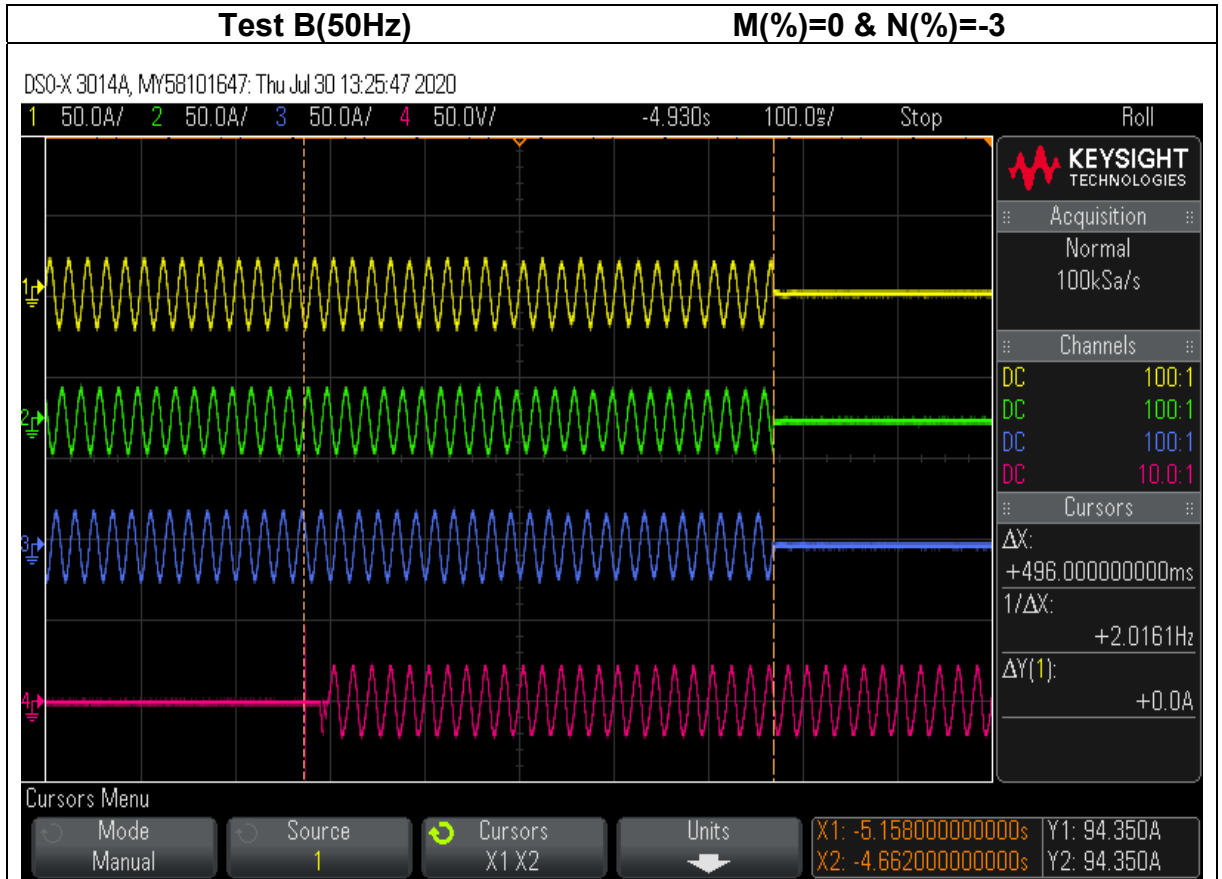 Test B(50Hz) M(%)=0 & N(%)=-3
DSO-X 3014A, MY58101647: Thu Jul 30 13:25:47 2020
1 50.0A/ 2 50.0A/ 3 50.0A/ 4 50.0V/ -4.930s 100.0ms/ Stop Roll
KEYSIGHT
TECHNOLOGIES
Acquisition
Normal
100kSa/s
Channels
DC 100:1
DC 100:1
DC 100:1
DC 10.0:1
Cursors
ΔX:
+496.000000000ms
1/ΔX:
+2.0161Hz
ΔY(1):
+0.0A
1
2
3
4
Cursors Menu
Mode
Manual
Source
1
Cursors
X1 X2
Units
X1: -5.158000000000s Y1: 94.350A
X2: -4.662000000000s Y2: 94.350A